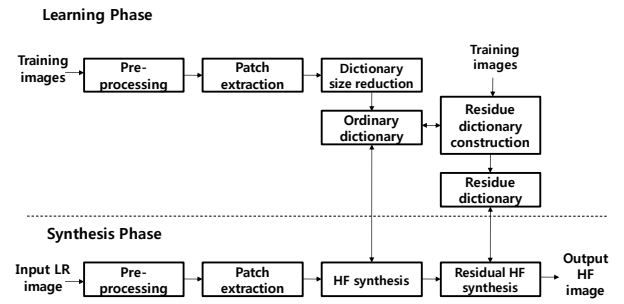 Learning Phase
Training
images
Pre-
processing
Patch
extraction
Dictionary
size reduction
Training
images
Ordinary
dictionary
Residue
dictionary
construction
Residue
dictionary
Synthesis Phase
Input LR
image
Pre-
processing
Patch
extraction
HF synthesis
Residual HF
synthesis
Output
HF
image